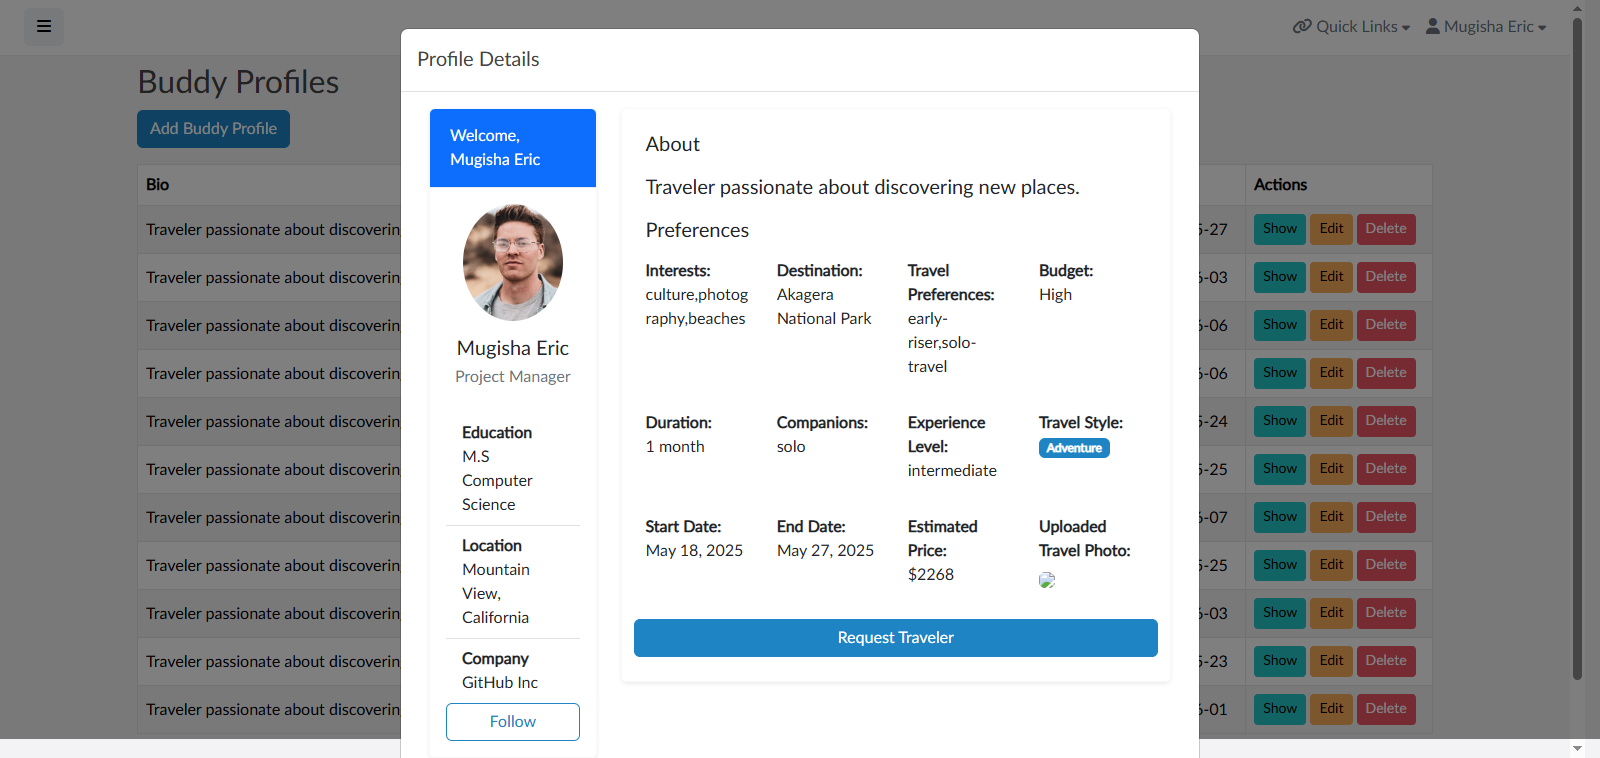 Quick Links
Mugisha Eric
Profile Details
Buddy Profiles
Add Buddy Profile
Bio
Actions
Traveler passionate about discoverin
5-27
Show Edit Delete
Traveler passionate about discoverin
6-03
Show Edit Delete
Traveler passionate about discoverin
6-06
Show Edit Delete
Traveler passionate about discoverin
6-06
Show Edit Delete
Traveler passionate about discoverin
5-24
Show Edit Delete
Traveler passionate about discoverin
5-25
Show Edit Delete
Traveler passionate about discoverin
6-07
Show Edit Delete
Traveler passionate about discoverin
5-25
Show Edit Delete
Traveler passionate about discoverin
6-03
Show Edit Delete
Traveler passionate about discoverin
5-23
Show Edit Delete
Traveler passionate about discoverin
6-01
Show Edit Delete
Welcome,
Mugisha Eric
Mugisha Eric
Project Manager
Education
M.S
Computer
Science
Location
Mountain
View,
California
Company
GitHub Inc
Follow
About
Traveler passionate about discovering new places.
Preferences
Interests:
culture,photog
raphy,beaches
Destination:
Akagera
National Park
Travel
Preferences:
early-
riser,solo-
travel
Budget:
High
Duration:
1 month
Companions:
solo
Experience
Level:
intermediate
Travel Style:
Adventure
Start Date:
May 18, 2025
End Date:
May 27, 2025
Estimated
Price:
$2268
Uploaded
Travel Photo:
Request Traveler